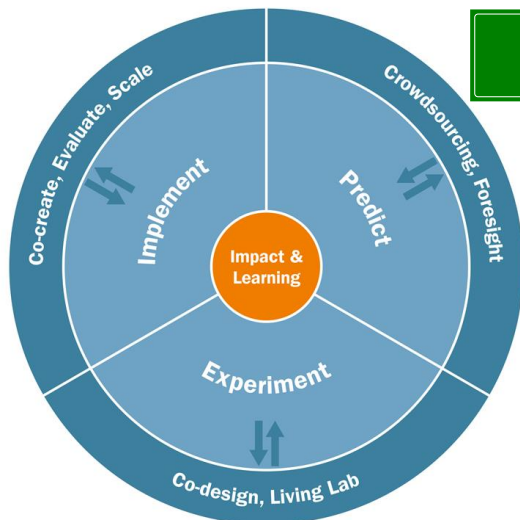 Co-create, Evaluate, Scale
Crowdsourcing, Foresight
Implement
Predict
Impact &
Learning
Experiment
Co-design, Living Lab